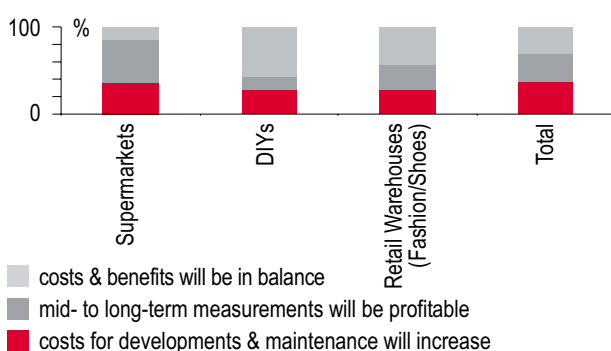 100 %
0
Supermarkets
DIYs
Retail Warehouses
(Fashion/Shoes)
Total
costs & benefits will be in balance
mid- to long-term measurements will be profitable
costs for developments & maintenance will increase